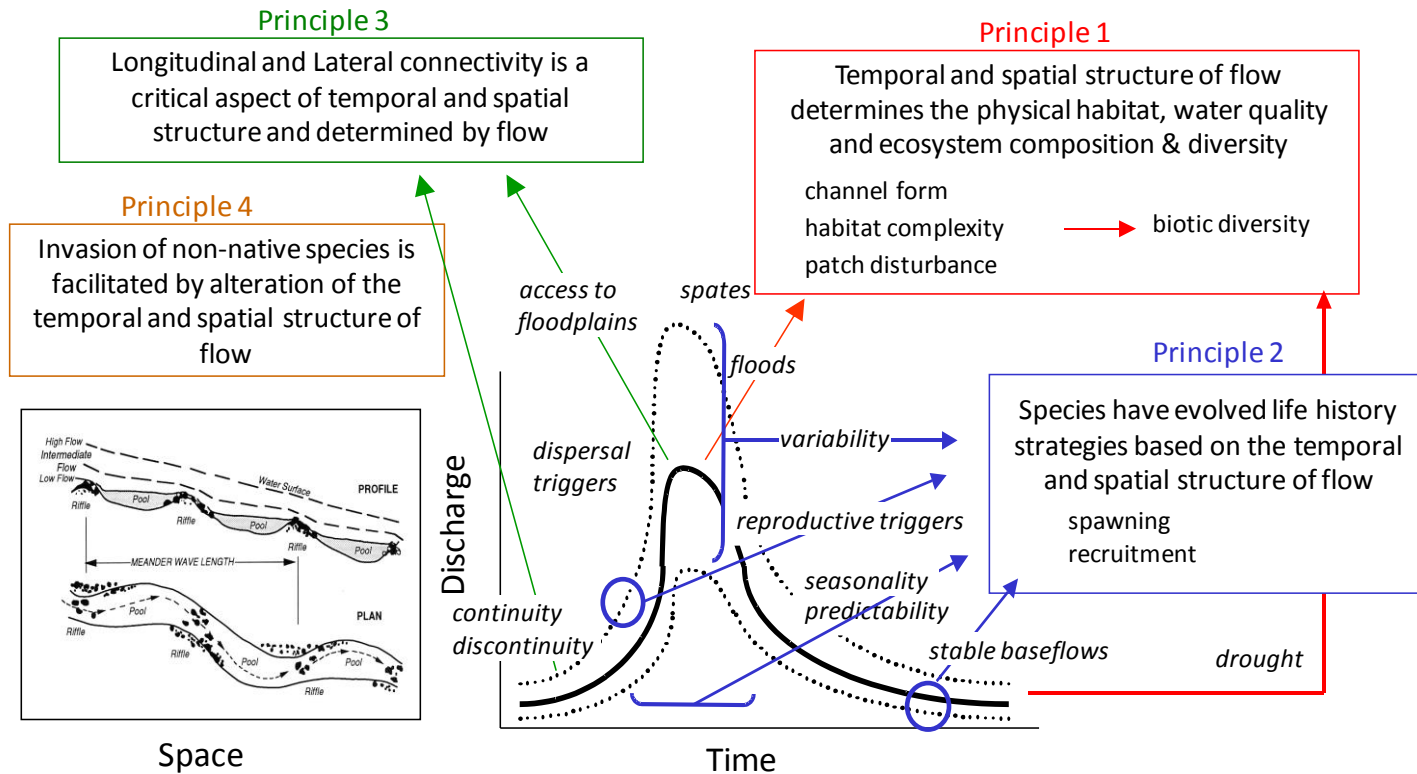 Principle 3
Longitudinal and Lateral connectivity is a
critical aspect of temporal and spatial
structure and determined by flow
Principle 1
Temporal and spatial structure of flow
determines the physical habitat, water quality
and ecosystem composition & diversity
channel form
habitat complexity
patch disturbance
biotic diversity
Principle 4
Invasion of non-native species is
facilitated by alteration of the
temporal and spatial structure of
flow
Principle 2
Species have evolved life history
strategies based on the temporal
and spatial structure of flow
spawning
recruitment
access to
floodplains
spates
floods
dispersal
triggers
variability
reproductive triggers
seasonality
predictability
continuity
discontinuity
stable baseflows
drought
Discharge
Time
High Flow
Intermediate
Flow
Low Flow
Water Surface
PROFILE
Pool
Riffle
Riffle
Pool
Riffle
Pool
MEANDER WAVE LENGTH
PLAN
Pool
Riffle
Riffle
Pool
Pool
Riffle
Space